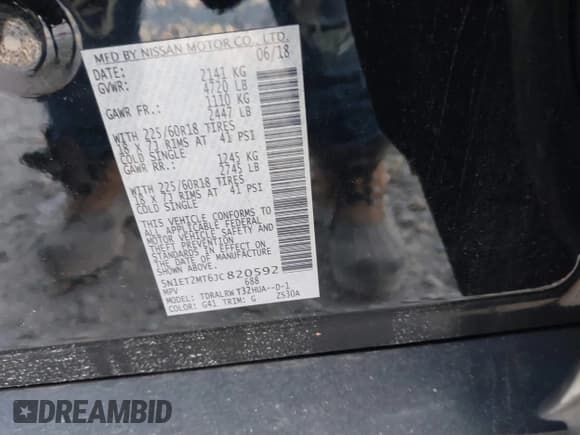 MFD BY NISSAN MOTOR CO., LTD.
DATE: 06/18
GVWR: 2141 KG
4720 LB
GAWR FR.: 1110 KG
2447 LB
WITH 225/60R18 TIRES
18 x 7J RIMS AT 41 PSI
COLD SINGLE
GAWR RR.: 1245 KG
2745 LB
WITH 225/60R18 TIRES
18 x 7J RIMS AT 41 PSI
COLD SINGLE
THIS VEHICLE CONFORMS TO
ALL APPLICABLE FEDERAL
MOTOR VEHICLE SAFETY AND
THEFT PREVENTION
STANDARDS IN EFFECT ON
THE DATE OF MANUFACTURE
SHOWN ABOVE.
5N1ET2MT6JC820592
MPV 688
MODEL: TDRALRWT32HUA--D-1
COLOR: G41 TRIM: G ZS30A
DREAMBID